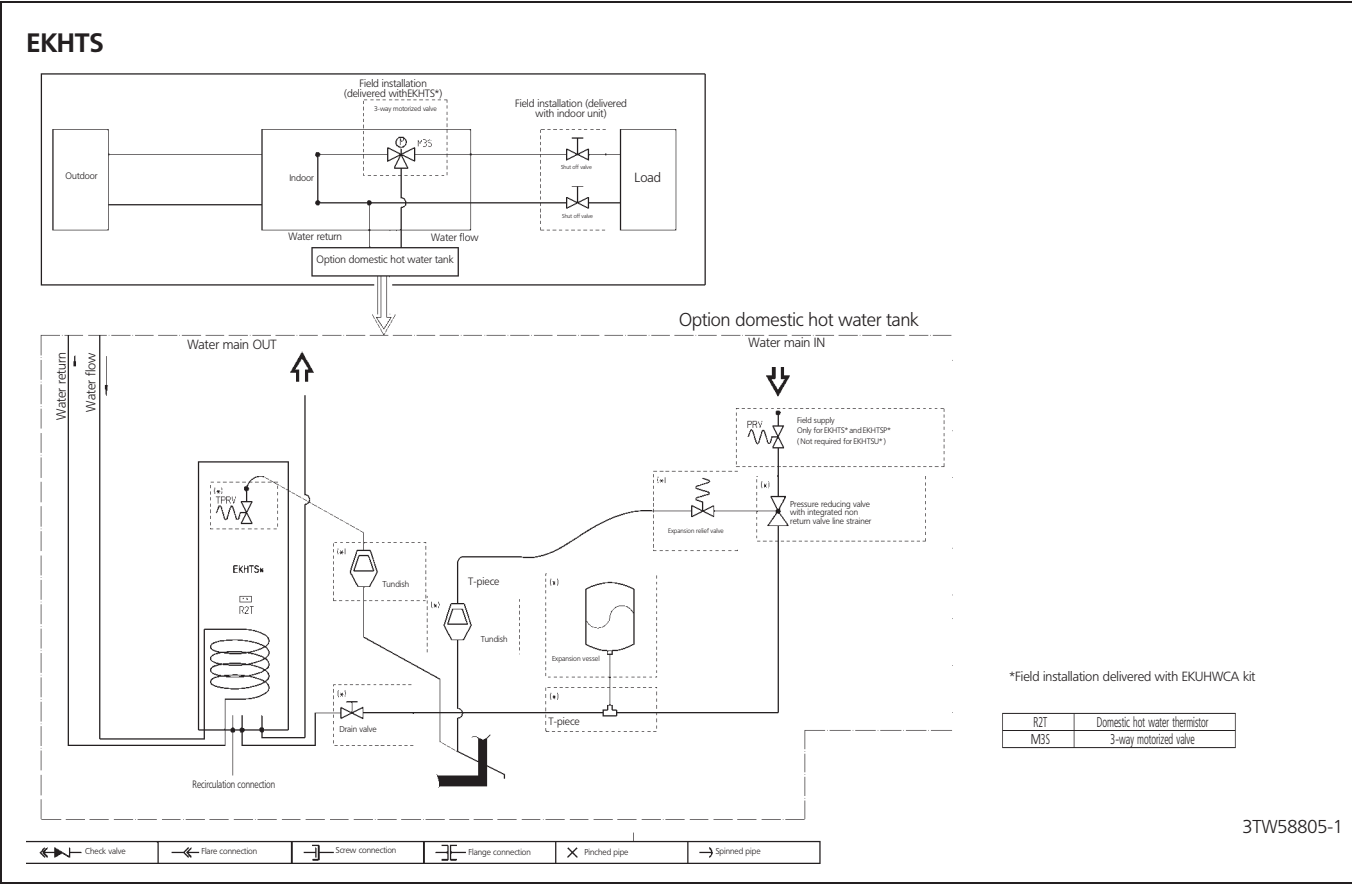 EKHTS
Field installation
(delivered withEKHTS*)
3-way motorized valve
Field installation (delivered
with indoor unit)
M
M3S
Shut off valve
Outdoor
Indoor
Load
Shut off valve
Water return
Water flow
Option domestic hot water tank
Option domestic hot water tank
Water main OUT
Water main IN
Water return
Water flow
PRV
Field supply
Only for EKHTS* and EKHTSP*
(Not required for EKHTSU*)
(*)
TPRV
(*)
Expansion relief valve
(*)
Pressure reducing valve
with integrated non
return valve line strainer
EKHTS*
R2T
(*)
Tundish
T-piece
(*)
Tundish
(*)
Expansion vessel
(*)
Drain valve
(*)
T-piece
Recirculation connection
*Field installation delivered with EKUHWCA kit
R2T Domestic hot water thermistor
M3S 3-way motorized valve
3TW58805-1
Check valve
Flare connection
Screw connection
Flange connection
Pinched pipe
Spinned pipe